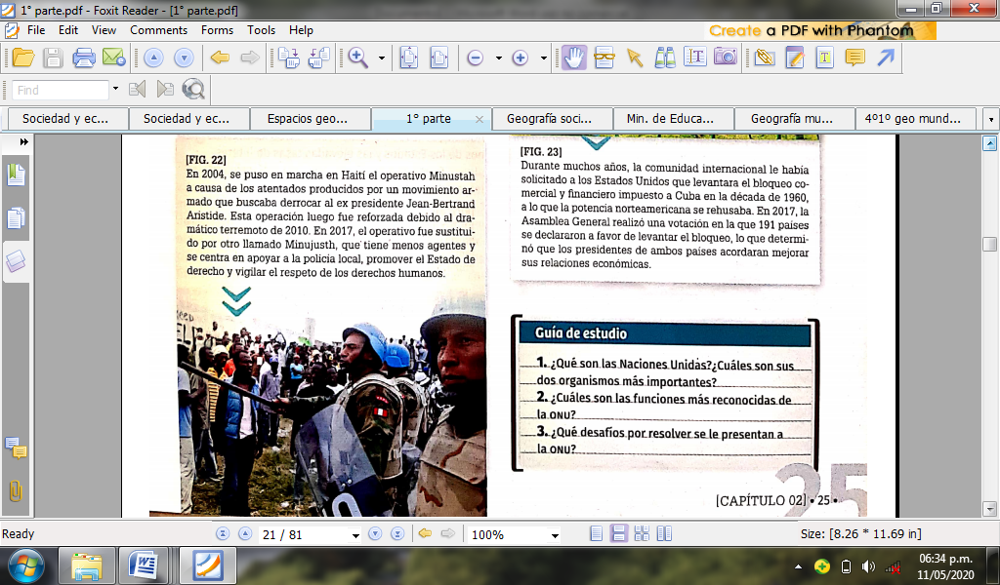 1° parte.pdf - Foxit Reader - [1° parte.pdf]
File Edit View Comments Forms Tools Help
Create a PDF with Phantom
Find
Sociedad y ec... Sociedad y ec... Espacios geo... 1° parte Geografía soci... Min. de Educa... Geografía mu... 4°1º geo mund...
[FIG. 22]
En 2004, se puso en marcha en Haití el operativo Minustah
a causa de los atentados producidos por un movimiento ar-
mado que buscaba derrocar al ex presidente Jean-Bertrand
Aristide. Esta operación luego fue reforzada debido al dra-
mático terremoto de 2010. En 2017, el operativo fue sustitui-
do por otro llamado Minujusth, que tiene menos agentes y
se centra en apoyar a la policía local, promover el Estado de
derecho y vigilar el respeto de los derechos humanos.
[FIG. 23]
Durante muchos años, la comunidad internacional le había
solicitado a los Estados Unidos que levantara el bloqueo co-
mercial y financiero impuesto a Cuba en la década de 1960,
a lo que la potencia norteamericana se rehusaba. En 2017, la
Asamblea General realizó una votación en la que 191 países
se declararon a favor de levantar el bloqueo, lo que determi-
nó que los presidentes de ambos países acordaran mejorar
sus relaciones económicas.
Guía de estudio
1. ¿Qué son las Naciones Unidas?¿Cuáles son sus
dos organismos más importantes?
2. ¿Cuáles son las funciones más reconocidas de
la ONU?
3. ¿Qué desafíos por resolver se le presentan a
la ONU?
25
[CAPÍTULO 02] • 25 •
Ready
21 / 81
100%
Size: [8.26 * 11.69 in]
06:34 p.m.
11/05/2020